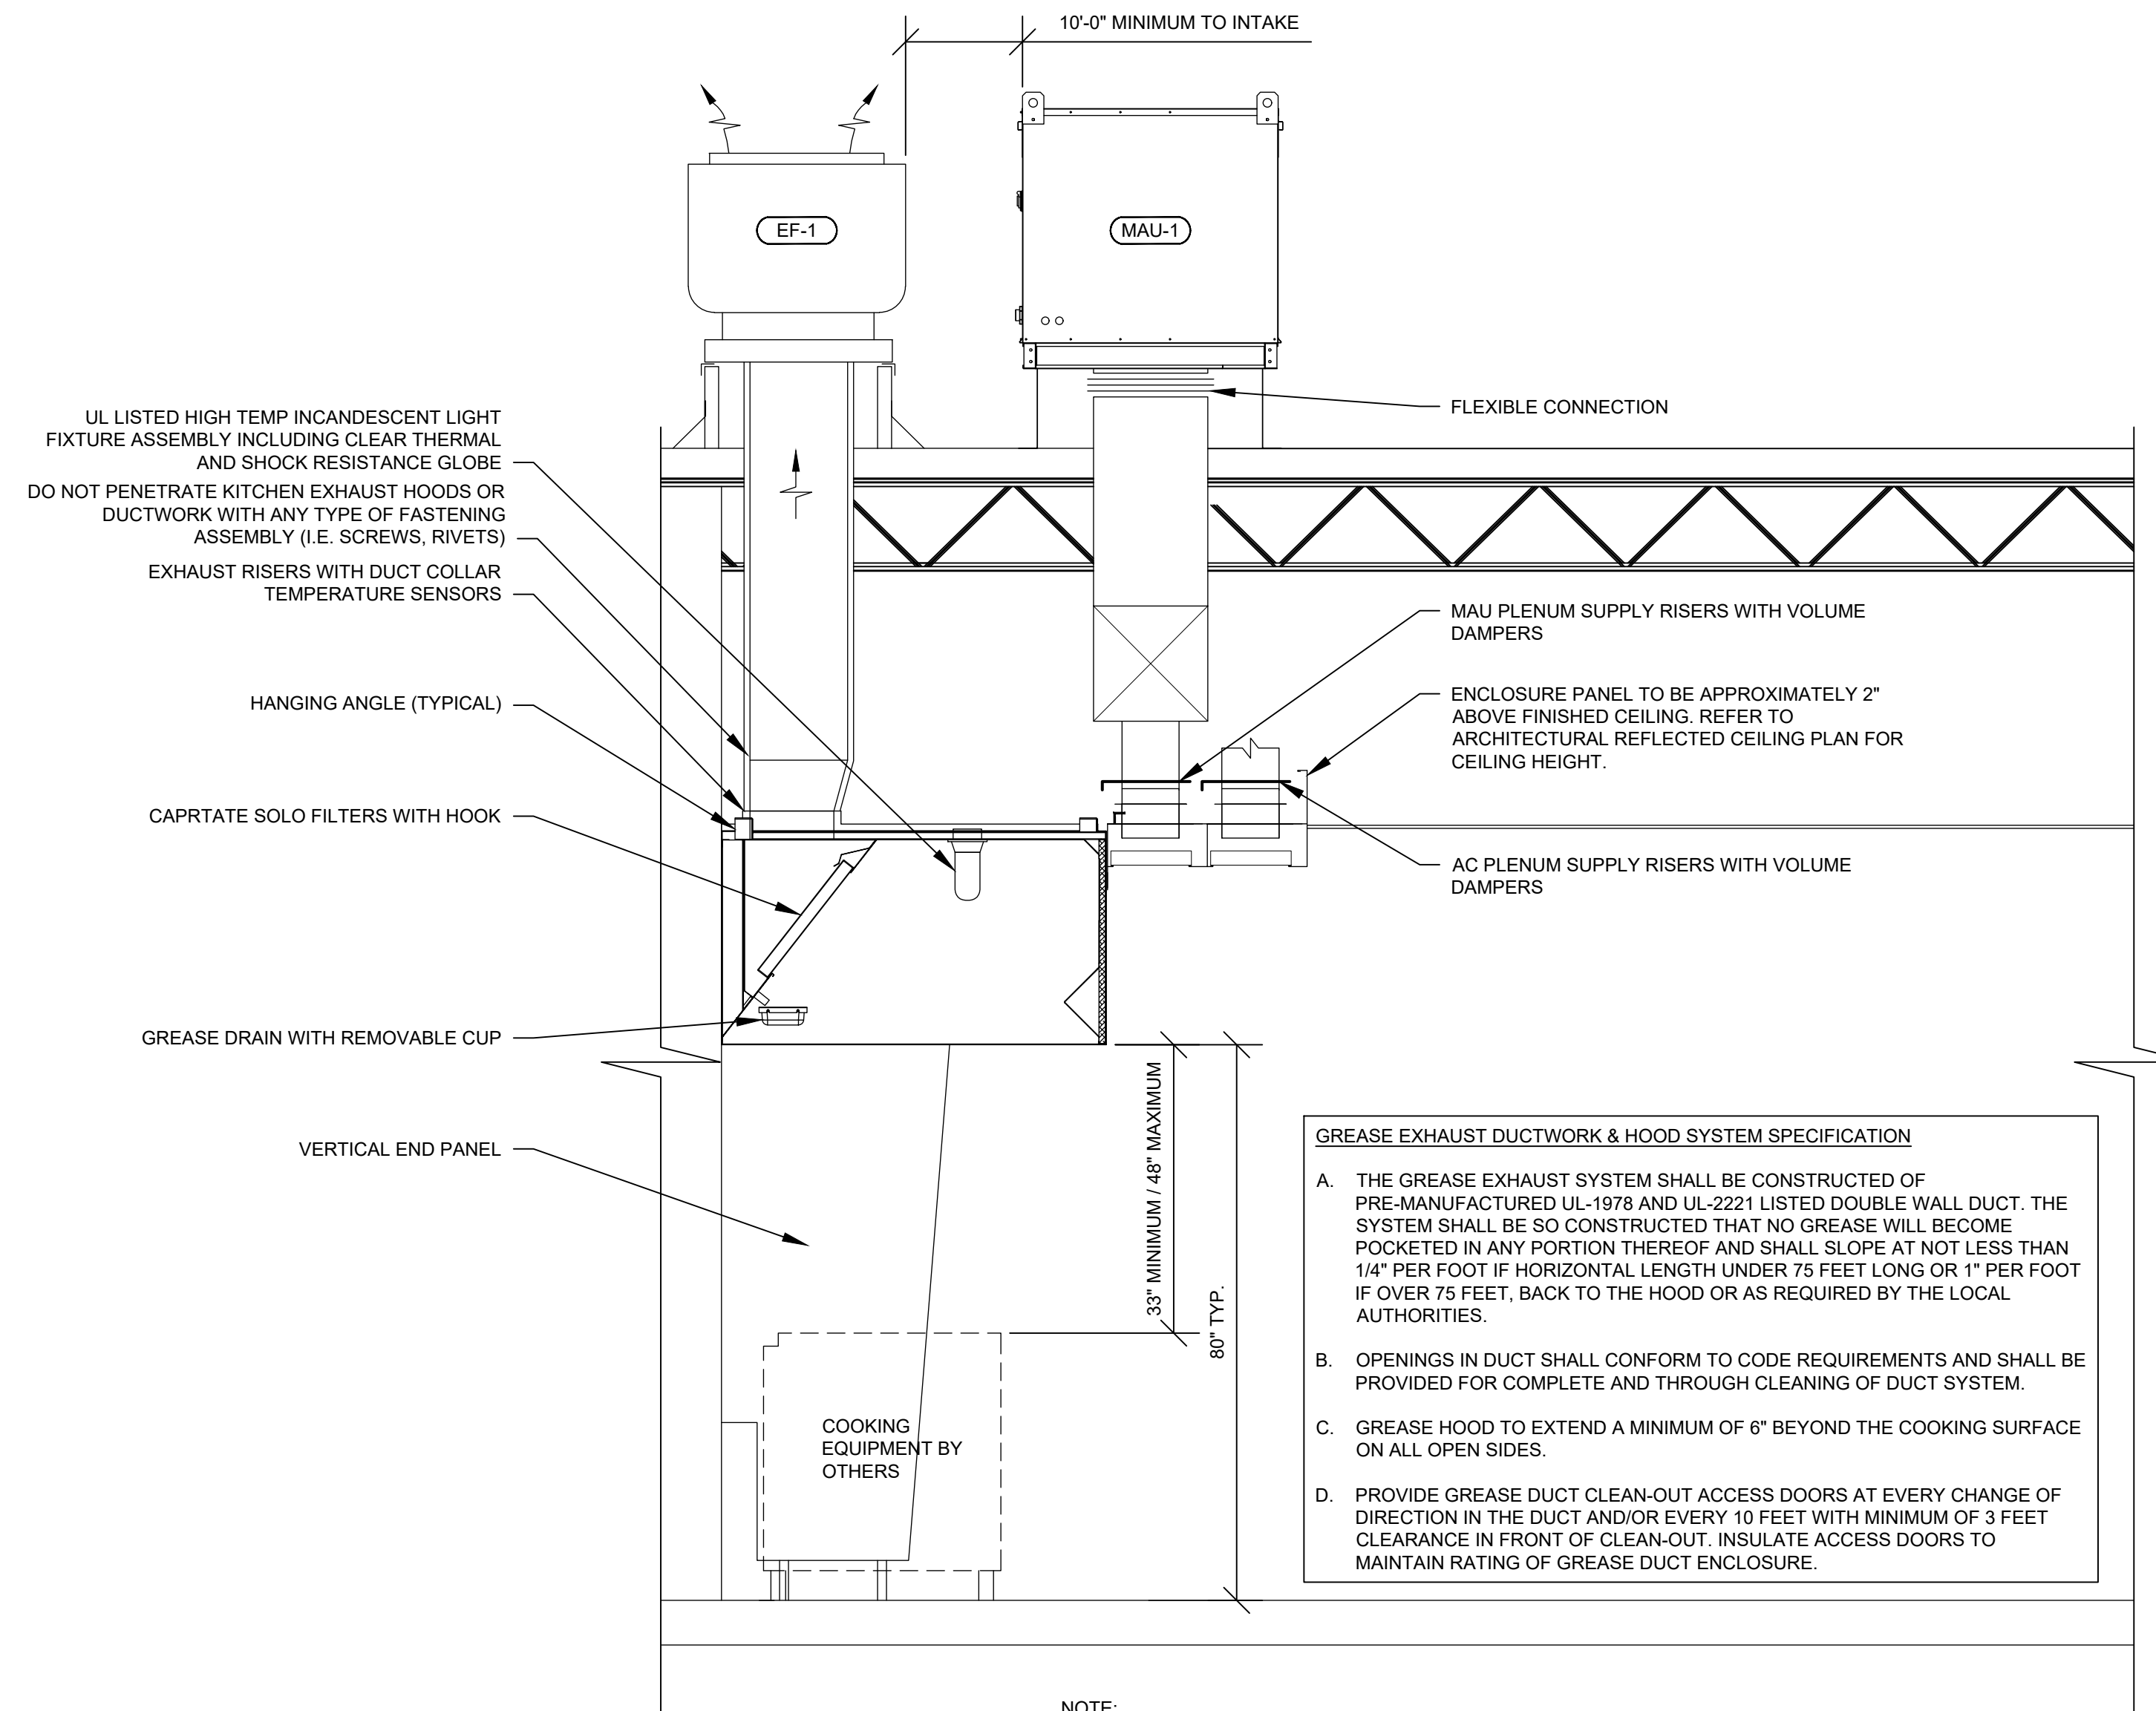 10'-0" MINIMUM TO INTAKE
EF-1
MAU-1
UL LISTED HIGH TEMP INCANDESCENT LIGHT
FIXTURE ASSEMBLY INCLUDING CLEAR THERMAL
AND SHOCK RESISTANCE GLOBE
DO NOT PENETRATE KITCHEN EXHAUST HOODS OR
DUCTWORK WITH ANY TYPE OF FASTENING
ASSEMBLY (I.E. SCREWS, RIVETS)
EXHAUST RISERS WITH DUCT COLLAR
TEMPERATURE SENSORS
HANGING ANGLE (TYPICAL)
CAPRTATE SOLO FILTERS WITH HOOK
GREASE DRAIN WITH REMOVABLE CUP
VERTICAL END PANEL
FLEXIBLE CONNECTION
MAU PLENUM SUPPLY RISERS WITH VOLUME
DAMPERS
ENCLOSURE PANEL TO BE APPROXIMATELY 2"
ABOVE FINISHED CEILING. REFER TO
ARCHITECTURAL REFLECTED CEILING PLAN FOR
CEILING HEIGHT.
AC PLENUM SUPPLY RISERS WITH VOLUME
DAMPERS
33" MINIMUM / 48" MAXIMUM
80" TYP.
COOKING
EQUIPMENT BY
OTHERS
GREASE EXHAUST DUCTWORK & HOOD SYSTEM SPECIFICATION
A. THE GREASE EXHAUST SYSTEM SHALL BE CONSTRUCTED OF
PRE-MANUFACTURED UL-1978 AND UL-2221 LISTED DOUBLE WALL DUCT. THE
SYSTEM SHALL BE SO CONSTRUCTED THAT NO GREASE WILL BECOME
POCKETED IN ANY PORTION THEREOF AND SHALL SLOPE AT NOT LESS THAN
1/4" PER FOOT IF HORIZONTAL LENGTH UNDER 75 FEET LONG OR 1" PER FOOT
IF OVER 75 FEET, BACK TO THE HOOD OR AS REQUIRED BY THE LOCAL
AUTHORITIES.
B. OPENINGS IN DUCT SHALL CONFORM TO CODE REQUIREMENTS AND SHALL BE
PROVIDED FOR COMPLETE AND THROUGH CLEANING OF DUCT SYSTEM.
C. GREASE HOOD TO EXTEND A MINIMUM OF 6" BEYOND THE COOKING SURFACE
ON ALL OPEN SIDES.
D. PROVIDE GREASE DUCT CLEAN-OUT ACCESS DOORS AT EVERY CHANGE OF
DIRECTION IN THE DUCT AND/OR EVERY 10 FEET WITH MINIMUM OF 3 FEET
CLEARANCE IN FRONT OF CLEAN-OUT. INSULATE ACCESS DOORS TO
MAINTAIN RATING OF GREASE DUCT ENCLOSURE.
NOTE: